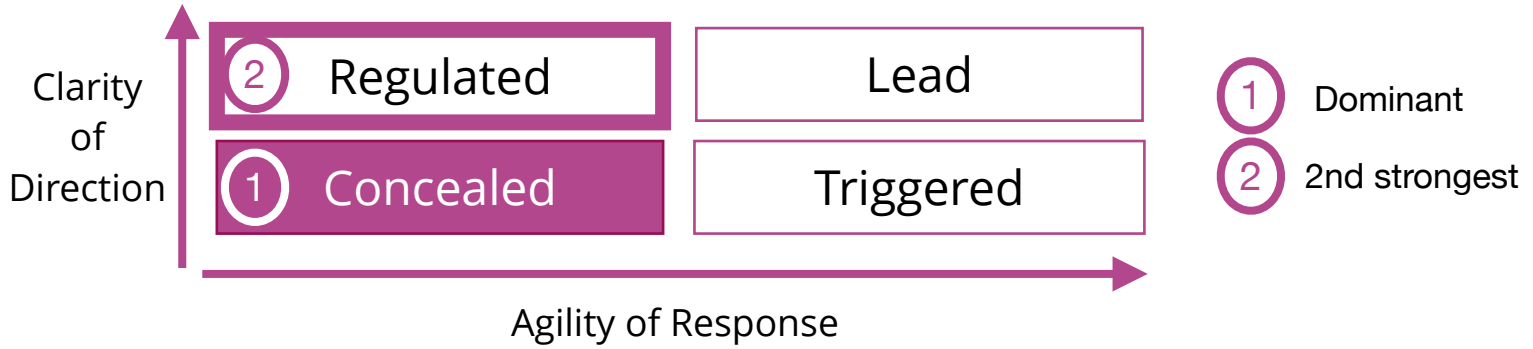 Clarity
of
Direction
2 Regulated
Lead
1 Concealed
Triggered
Agility of Response
1 Dominant
2 2nd strongest